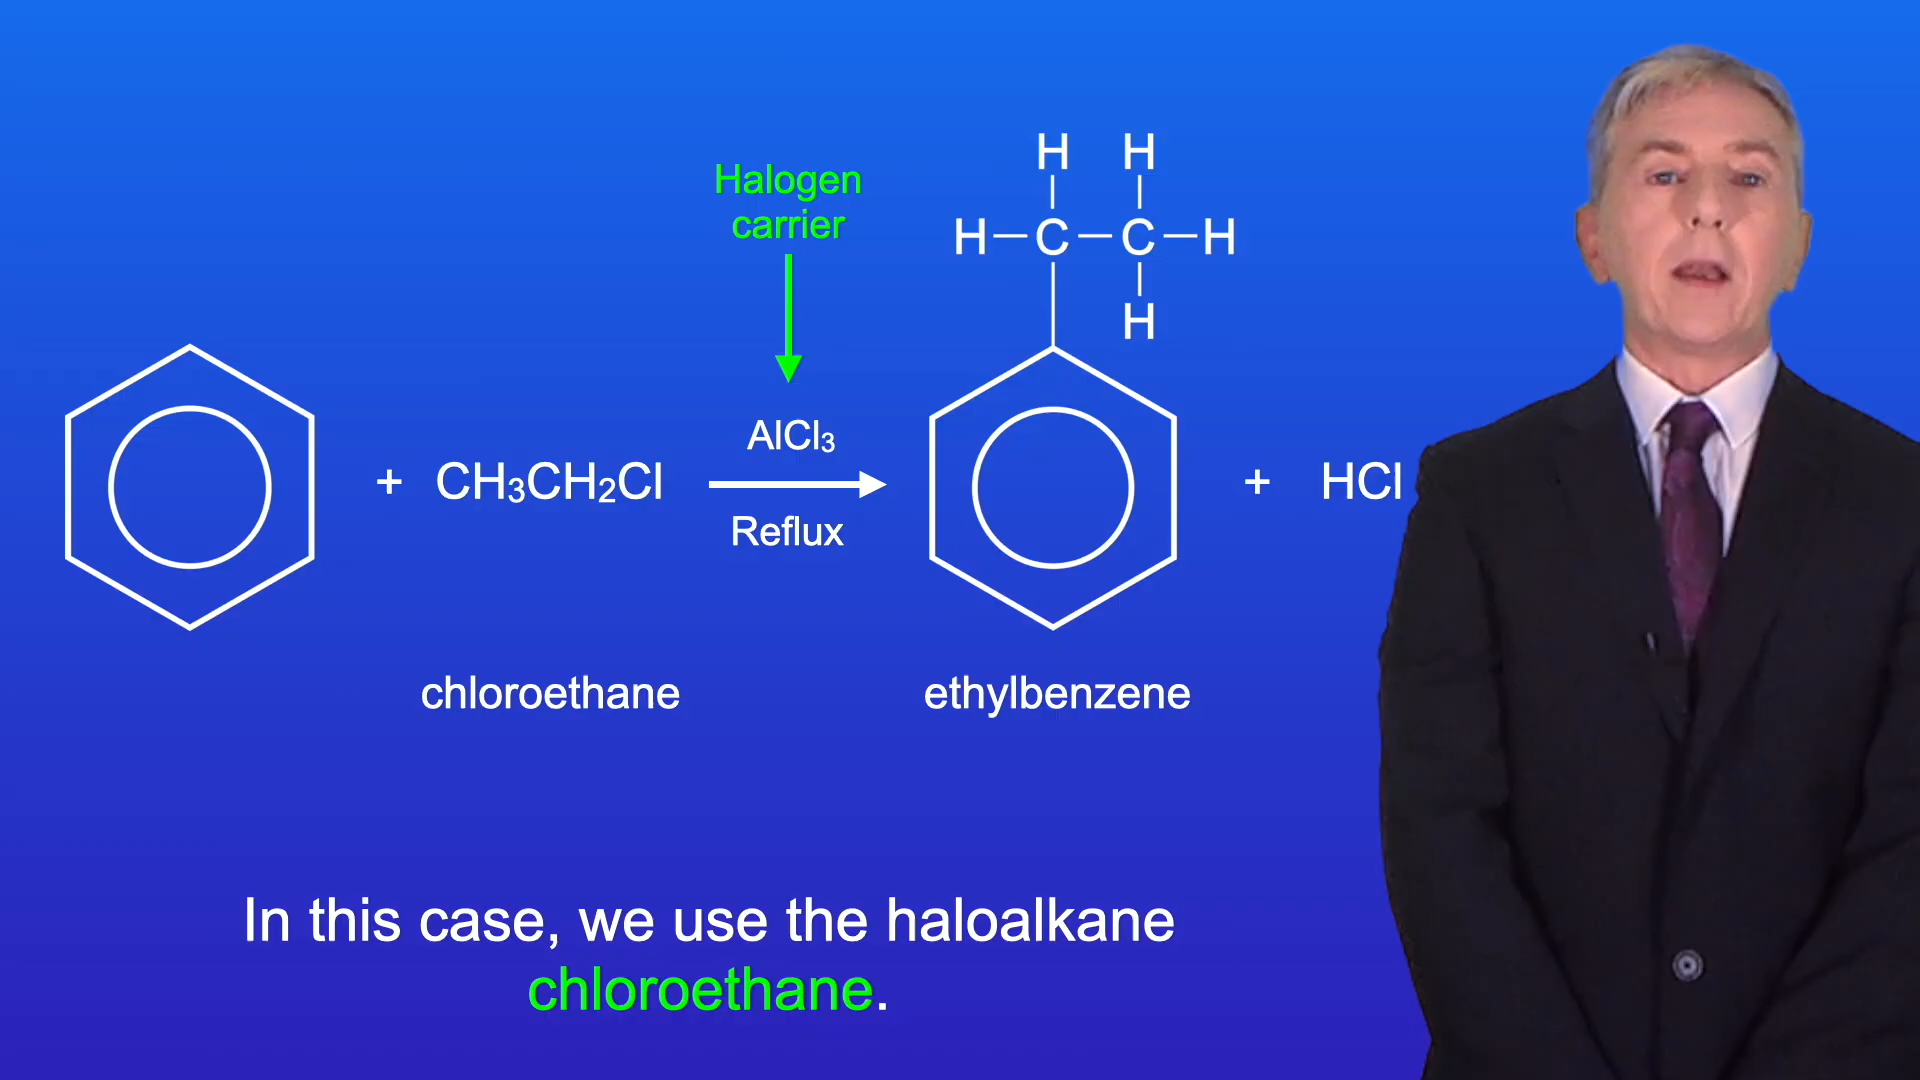 Halogen
carrier
H H
H–C–C–H
H
AlCl₃
+ CH₃CH₂Cl
Reflux
+ HCl
chloroethane
ethylbenzene
In this case, we use the haloalkane
chloroethane.